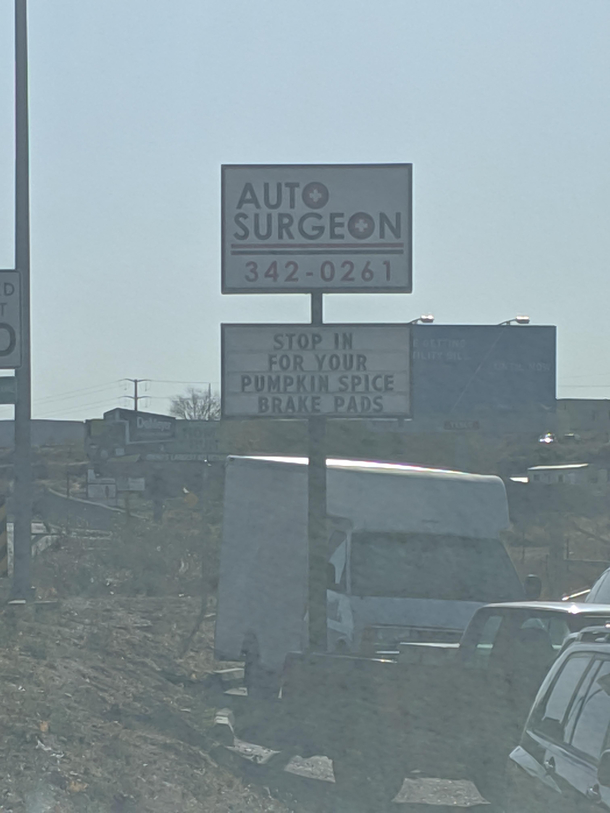 AUTO
SURGEON
342-0261
STOP IN
FOR YOUR
PUMPKIN SPICE
BRAKE PADS